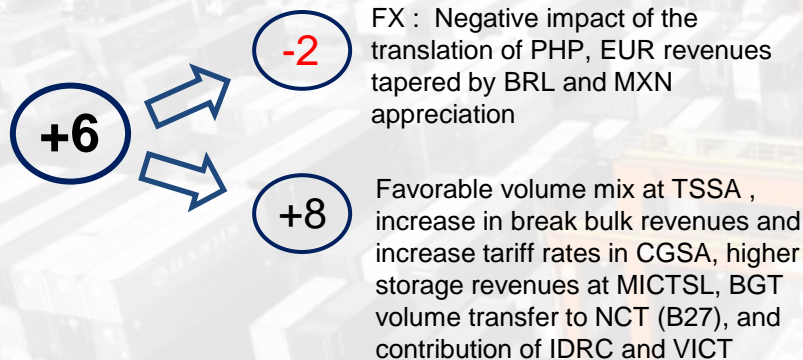 +6
-2
FX : Negative impact of the
translation of PHP, EUR revenues
tapered by BRL and MXN
appreciation
+8
Favorable volume mix at TSSA ,
increase in break bulk revenues and
increase tariff rates in CGSA, higher
storage revenues at MICTSL, BGT
volume transfer to NCT (B27), and
contribution of IDRC and VICT